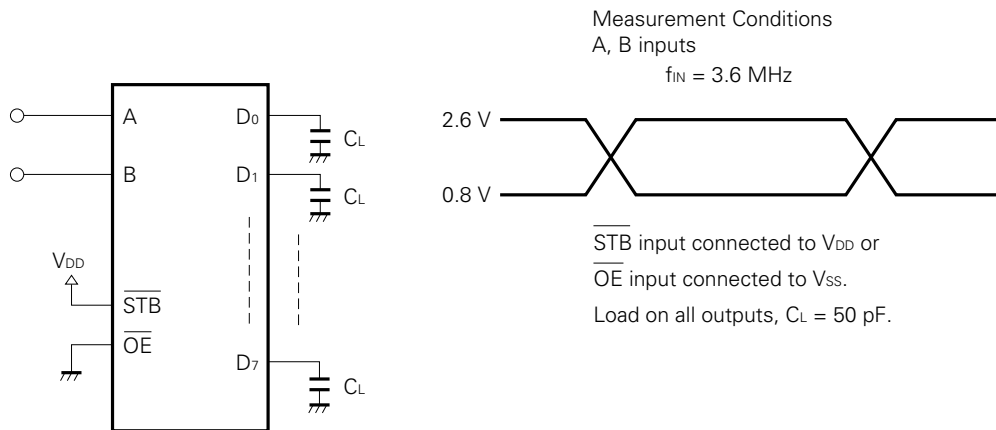 Measurement Conditions
A, B inputs
fIN = 3.6 MHz
A
D0
CL
2.6 V
B
D1
CL
0.8 V
VDD
STB
OE
D7
CL
STB input connected to VDD or
OE input connected to VSS.
Load on all outputs, CL = 50 pF.